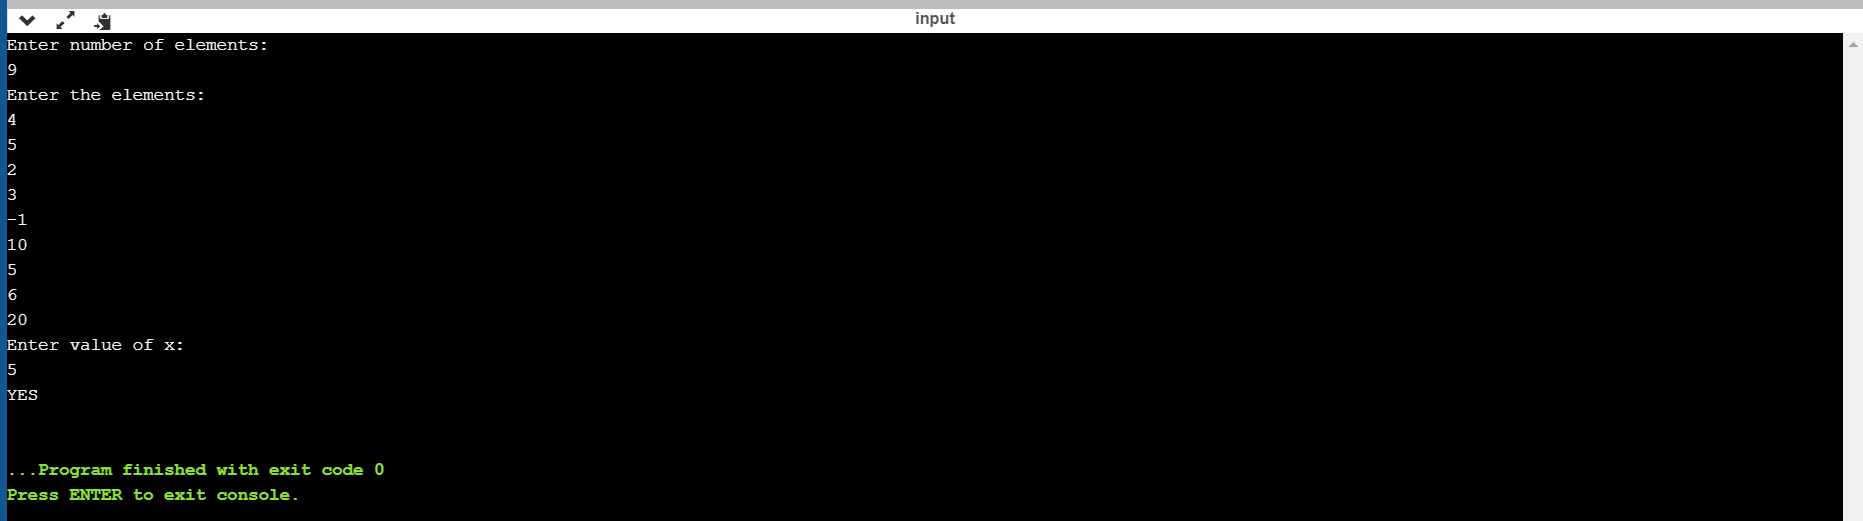 input
Enter number of elements:
9
Enter the elements:
4
5
2
3
-1
10
5
6
20
Enter value of x:
5
YES
...Program finished with exit code 0
Press ENTER to exit console.